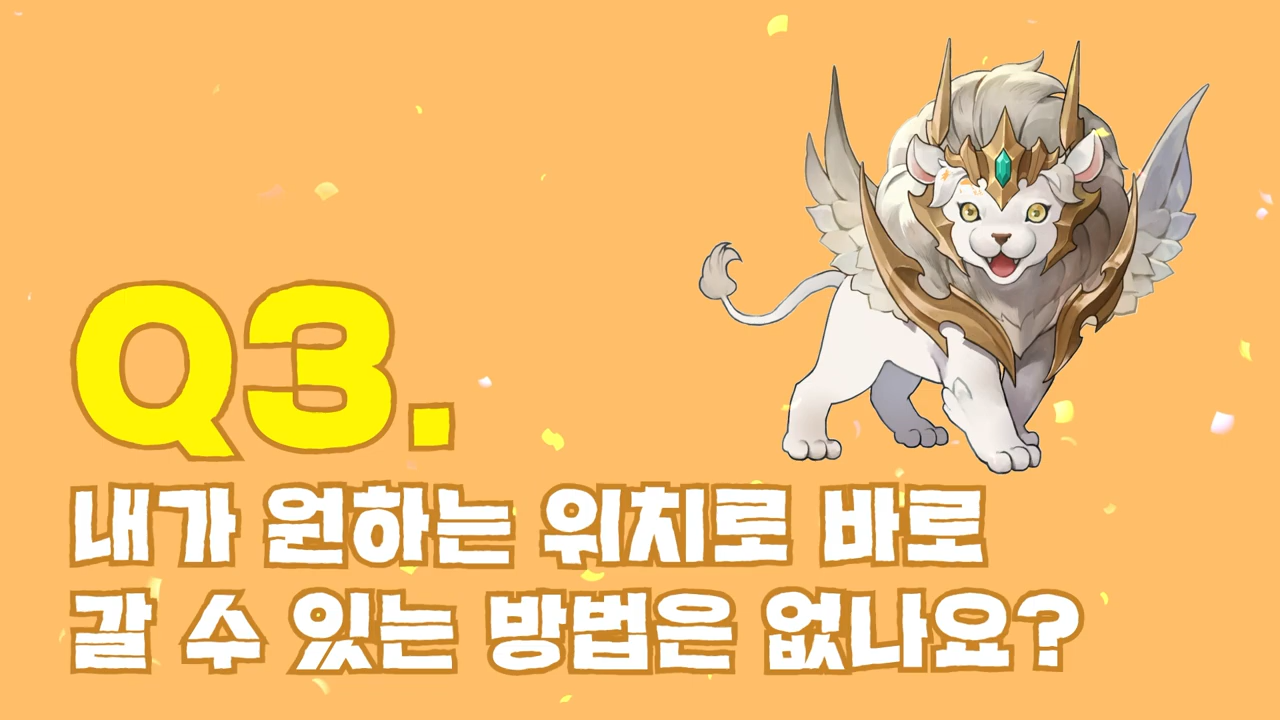 Q3.
내가 원하는 위치로 바로
갈 수 있는 방법은 없나요?